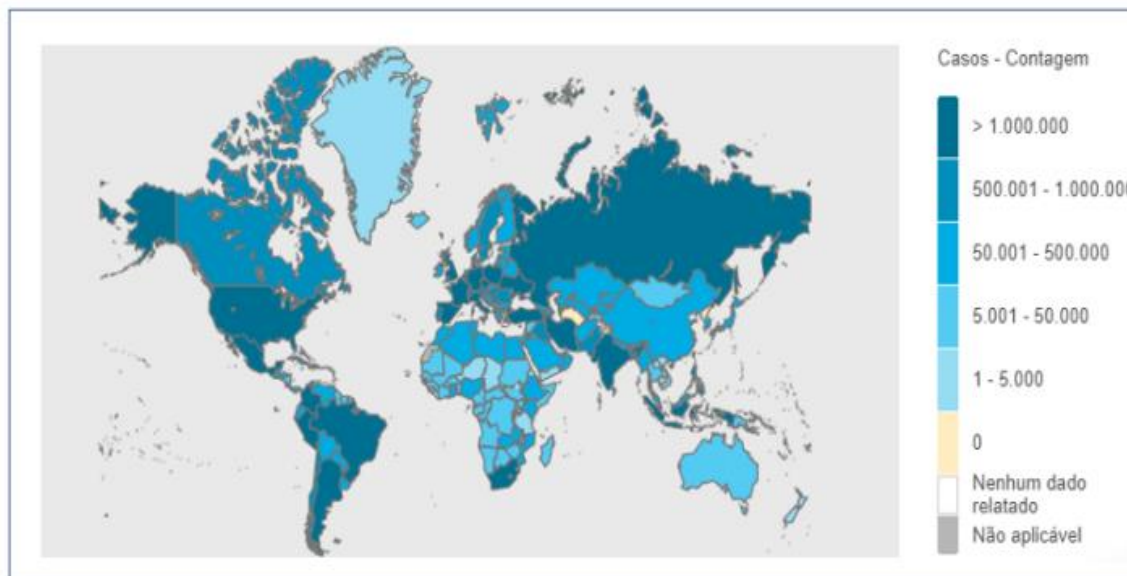 Casos - Contagem
> 1.000.000
500.001 - 1.000.000
50.001 - 500.000
5.001 - 50.000
1 - 5.000
0
Nenhum dado
relatado
Não aplicável